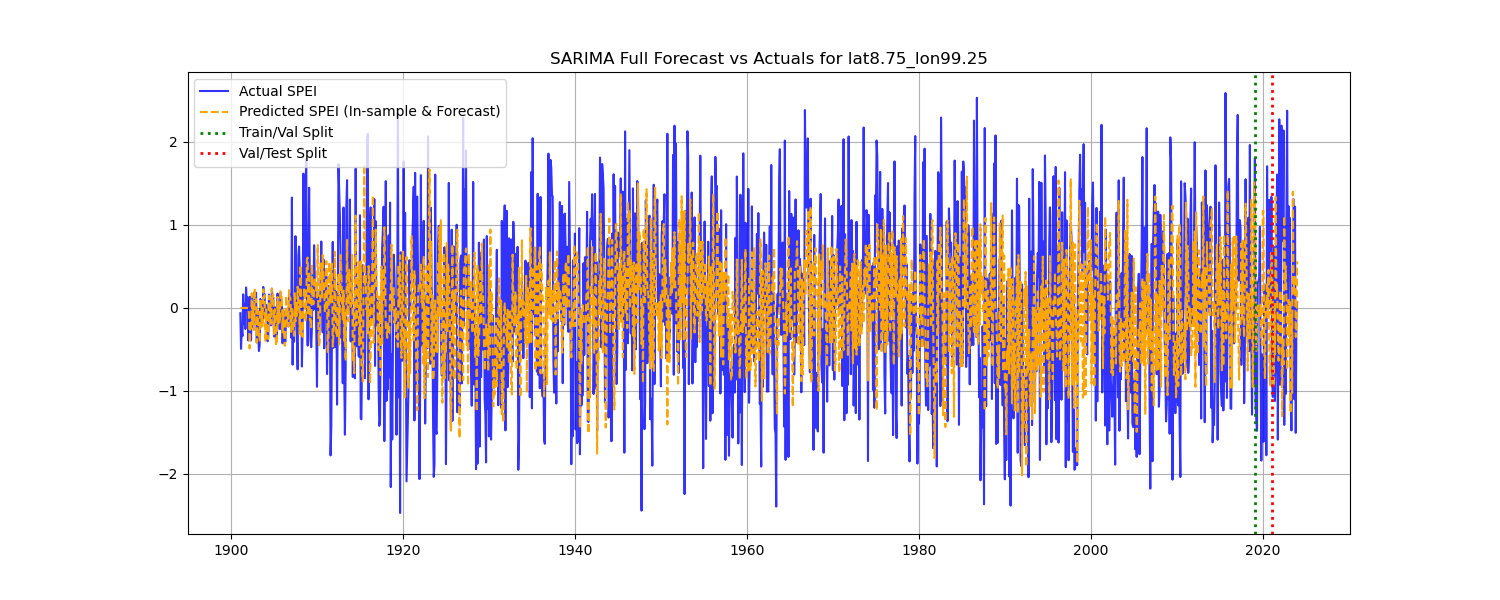 SARIMA Full Forecast vs Actuals for lat8.75_lon99.25
Actual SPEI
Predicted SPEI (In-sample & Forecast)
Train/Val Split
Val/Test Split
2
1
0
−1
−2
1900 1920 1940 1960 1980 2000 2020